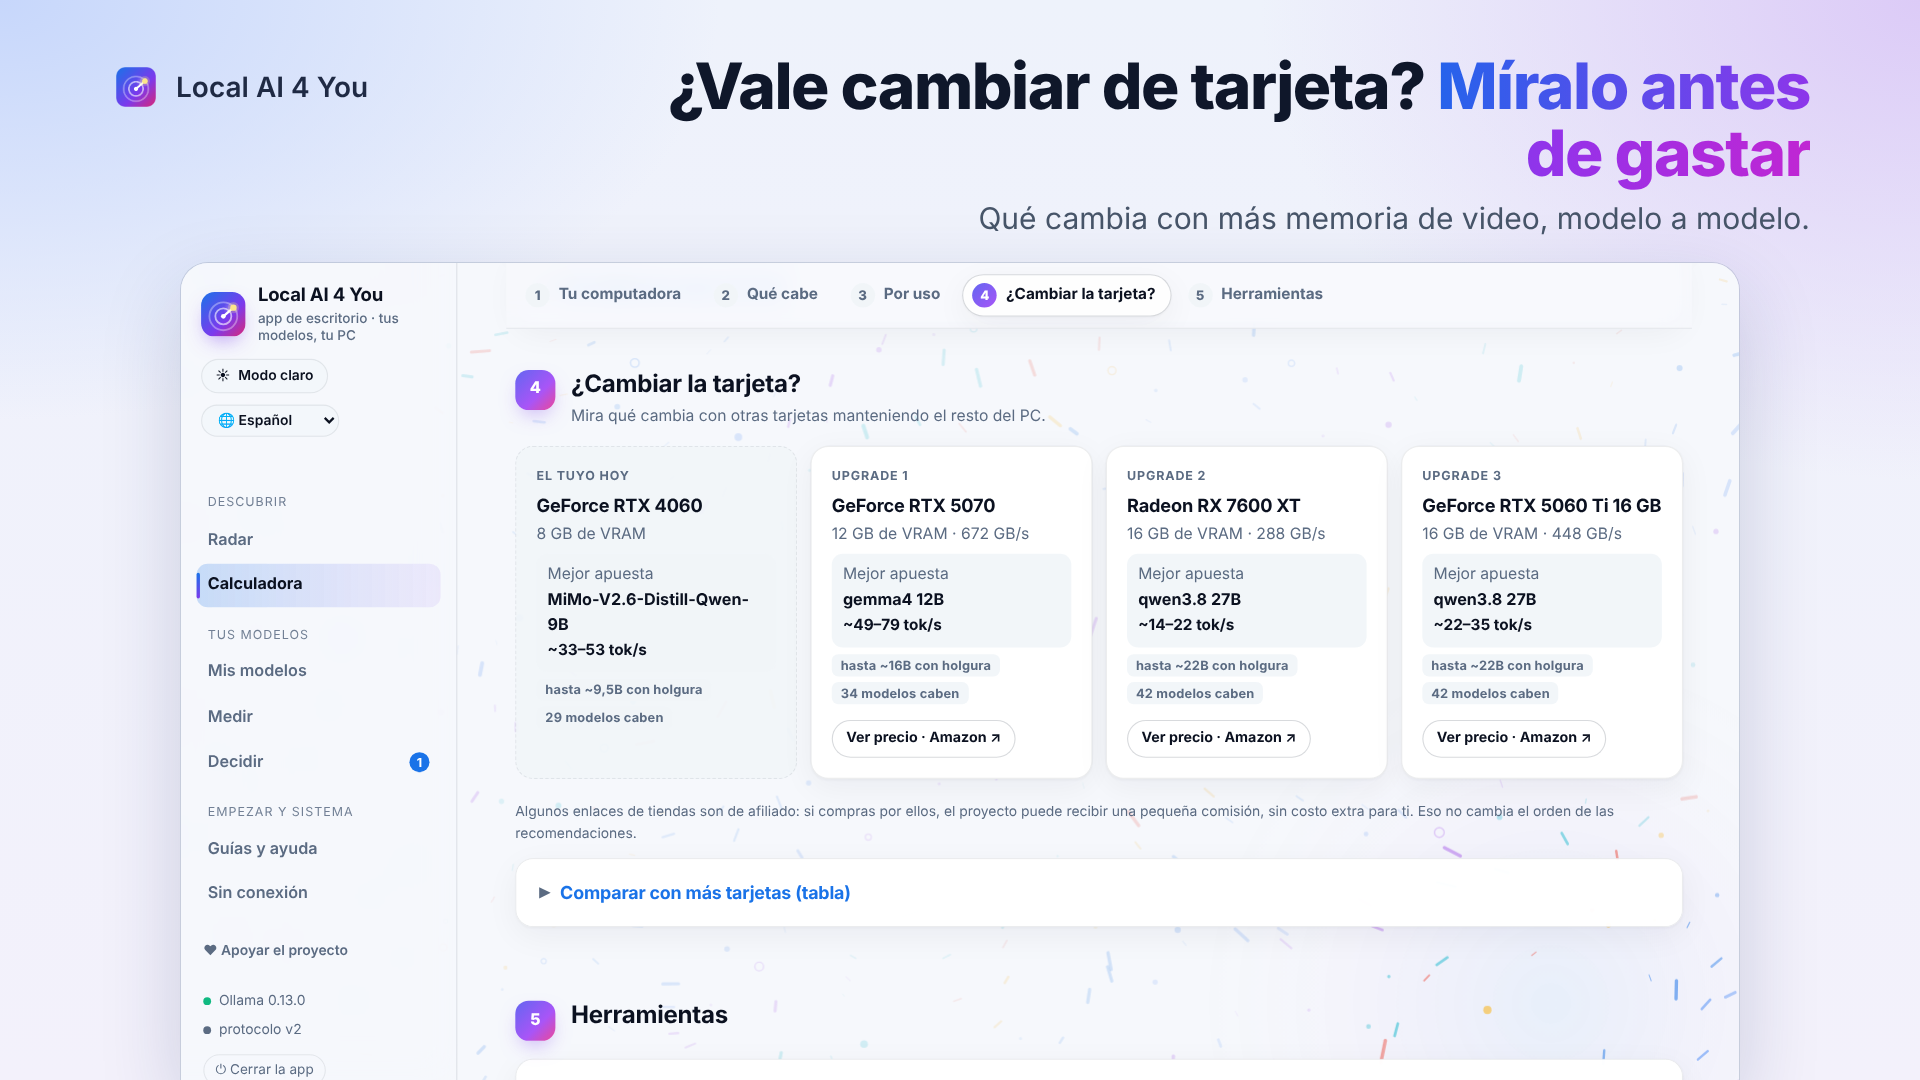 Local AI 4 You
¿Vale cambiar de tarjeta? Míralo antes
de gastar
Qué cambia con más memoria de video, modelo a modelo.
Local AI 4 You
app de escritorio · tus
modelos, tu PC
☀ Modo claro
🌐 Español
DESCUBRIR
Radar
Calculadora
TUS MODELOS
Mis modelos
Medir
Decidir 1
EMPEZAR Y SISTEMA
Guías y ayuda
Sin conexión
♥ Apoyar el proyecto
Ollama 0.13.0
protocolo v2
⏻ Cerrar la app
1 Tu computadora 2 Qué cabe 3 Por uso 4 ¿Cambiar la tarjeta? 5 Herramientas
4 ¿Cambiar la tarjeta?
Mira qué cambia con otras tarjetas manteniendo el resto del PC.
EL TUYO HOY
GeForce RTX 4060
8 GB de VRAM
Mejor apuesta
MiMo-V2.6-Distill-Qwen-
9B
~33–53 tok/s
hasta ~9,5B con holgura
29 modelos caben
UPGRADE 1
GeForce RTX 5070
12 GB de VRAM · 672 GB/s
Mejor apuesta
gemma4 12B
~49–79 tok/s
hasta ~16B con holgura
34 modelos caben
Ver precio · Amazon ↗
UPGRADE 2
Radeon RX 7600 XT
16 GB de VRAM · 288 GB/s
Mejor apuesta
qwen3.8 27B
~14–22 tok/s
hasta ~22B con holgura
42 modelos caben
Ver precio · Amazon ↗
UPGRADE 3
GeForce RTX 5060 Ti 16 GB
16 GB de VRAM · 448 GB/s
Mejor apuesta
qwen3.8 27B
~22–35 tok/s
hasta ~22B con holgura
42 modelos caben
Ver precio · Amazon ↗
Algunos enlaces de tiendas son de afiliado: si compras por ellos, el proyecto puede recibir una pequeña comisión, sin costo extra para ti. Eso no cambia el orden de las
recomendaciones.
▶ Comparar con más tarjetas (tabla)
5 Herramientas